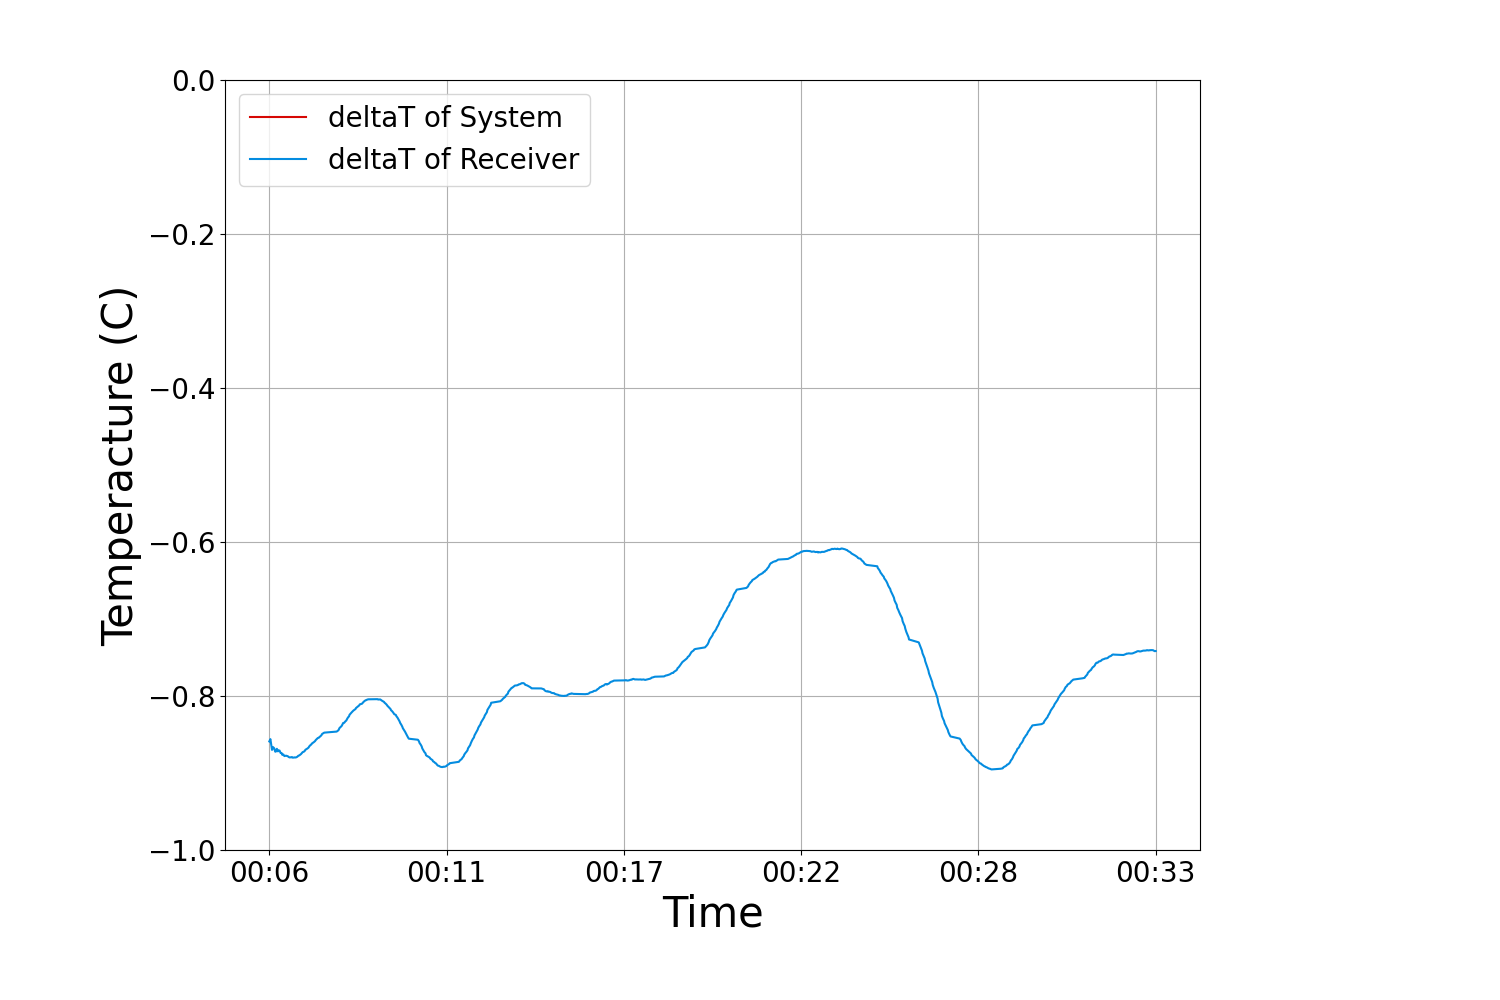 deltaT of System
deltaT of Receiver
0.0
−0.2
−0.4
−0.6
−0.8
−1.0
Temperacture (C)
00:06 00:11 00:17 00:22 00:28 00:33
Time